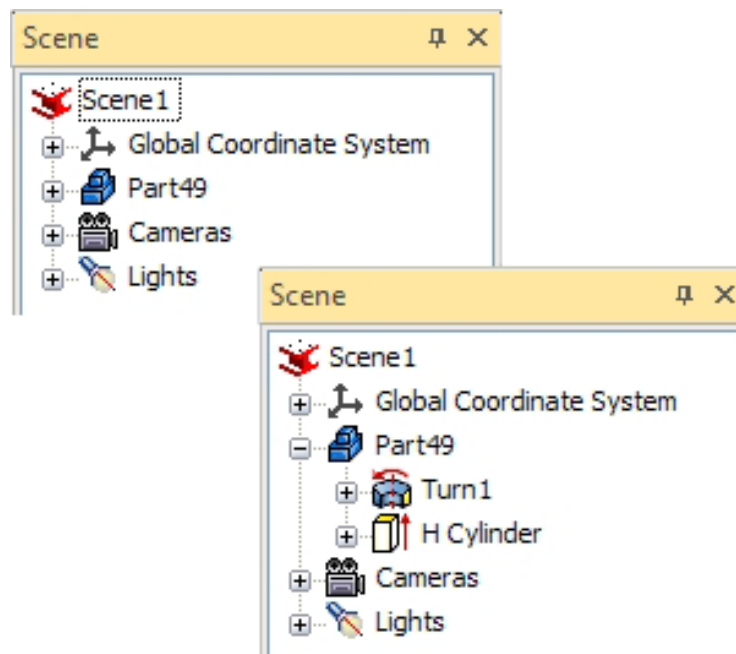 Scene
Scene1
Global Coordinate System
Part49
Cameras
Lights
Scene
Scene1
Global Coordinate System
Part49
Turn1
H Cylinder
Cameras
Lights